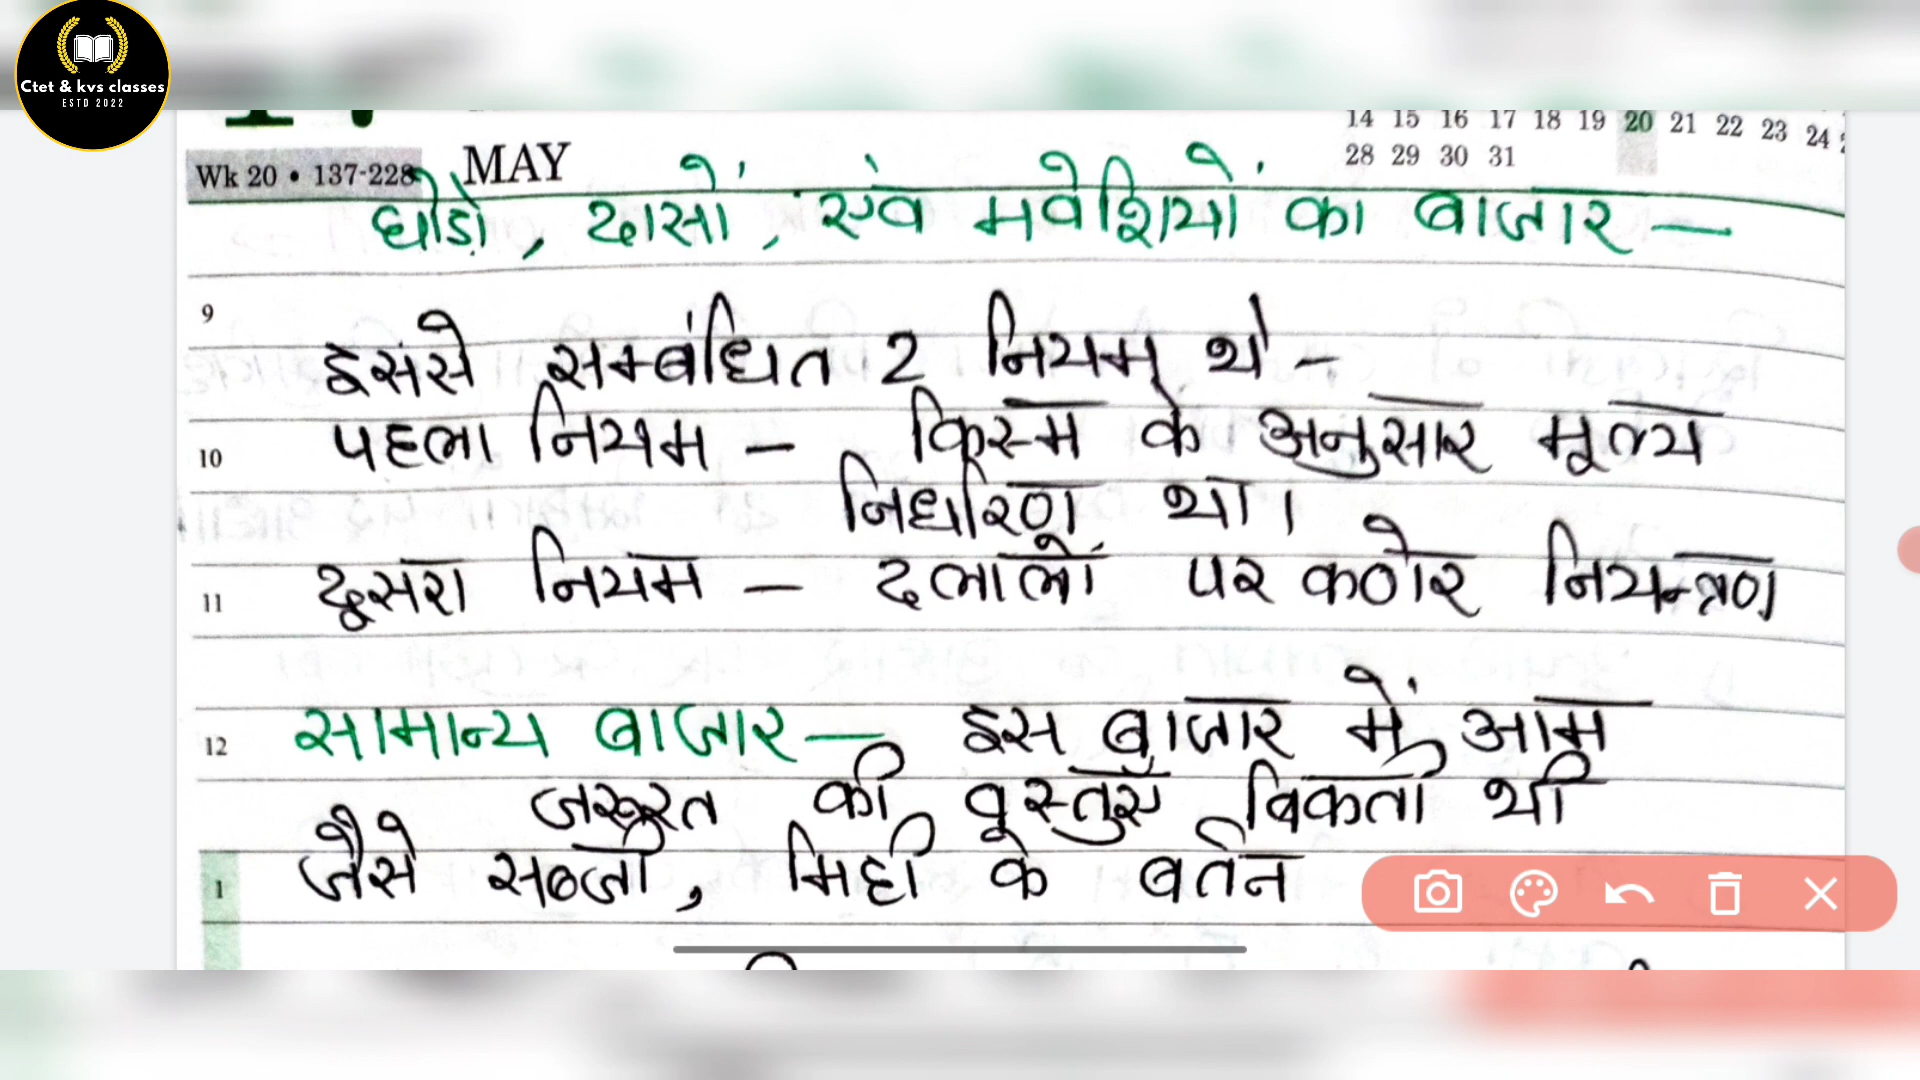 Ctet & kvs classes
ESTD 2022
14 15 16 17 18 19 20 21 22 23 24
Wk 20 • 137-228 MAY 28 29 30 31
घोड़ो, दासों, एंव मवेशियों का बाजार —
9
इससे सम्बंधित 2 नियम थे -
10 पहला नियम - किस्म के अनुसार मूल्य
निर्धारण था।
11 दूसरा नियम - दलालों पर कठोर नियन्त्रण
12 सामान्य बाजार — इस बाजार में आम
जरूरत की वस्तुएँ बिकती थी
1 जैसे सब्जी, मिट्टी के बर्तन